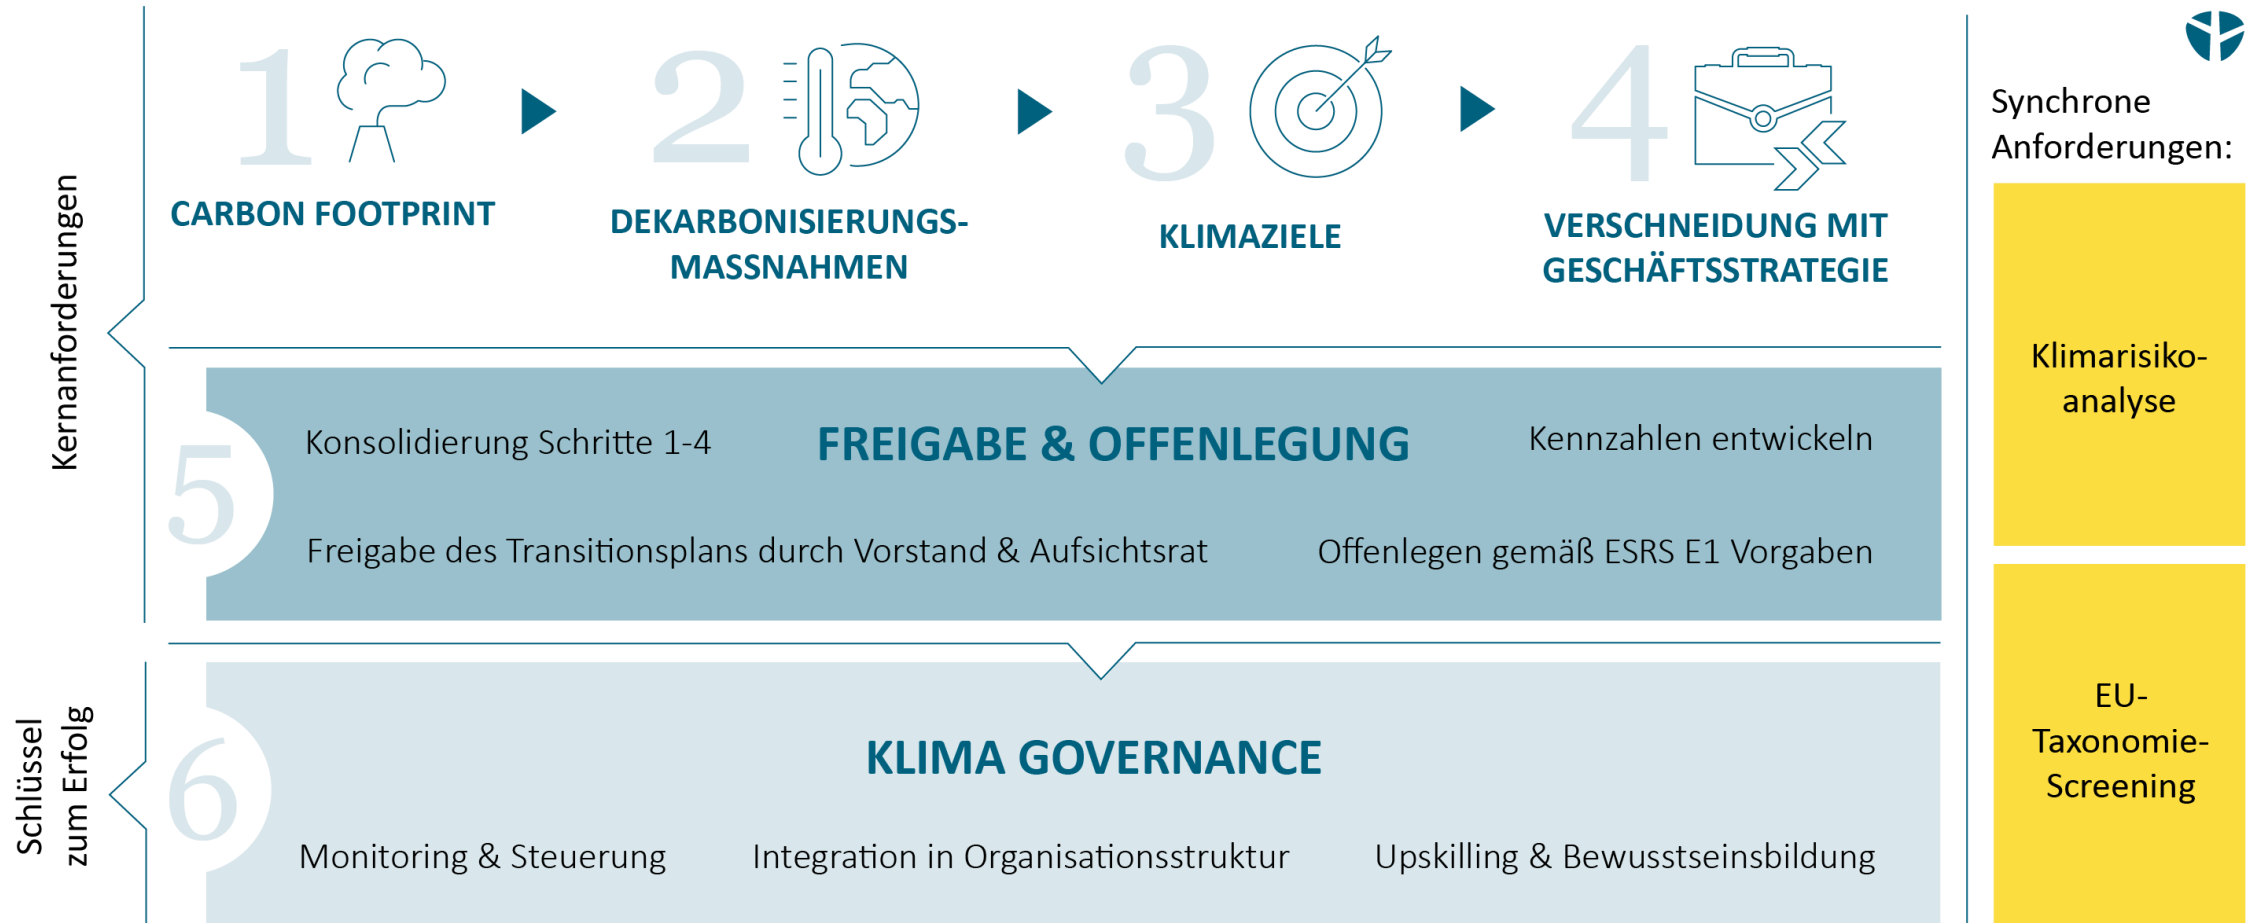 Kernanforderungen
1
CARBON FOOTPRINT
2
DEKARBONISIERUNGS-
MASSNAHMEN
3
KLIMAZIELE
4
VERSCHNEIDUNG MIT
GESCHÄFTSSTRATEGIE
5
Konsolidierung Schritte 1-4
FREIGABE & OFFENLEGUNG
Kennzahlen entwickeln
Freigabe des Transitionsplans durch Vorstand & Aufsichtsrat
Offenlegen gemäß ESRS E1 Vorgaben
Schlüssel
zum Erfolg
6
KLIMA GOVERNANCE
Monitoring & Steuerung
Integration in Organisationsstruktur
Upskilling & Bewusstseinsbildung
Synchrone
Anforderungen:
Klimarisiko-
analyse
EU-
Taxonomie-
Screening